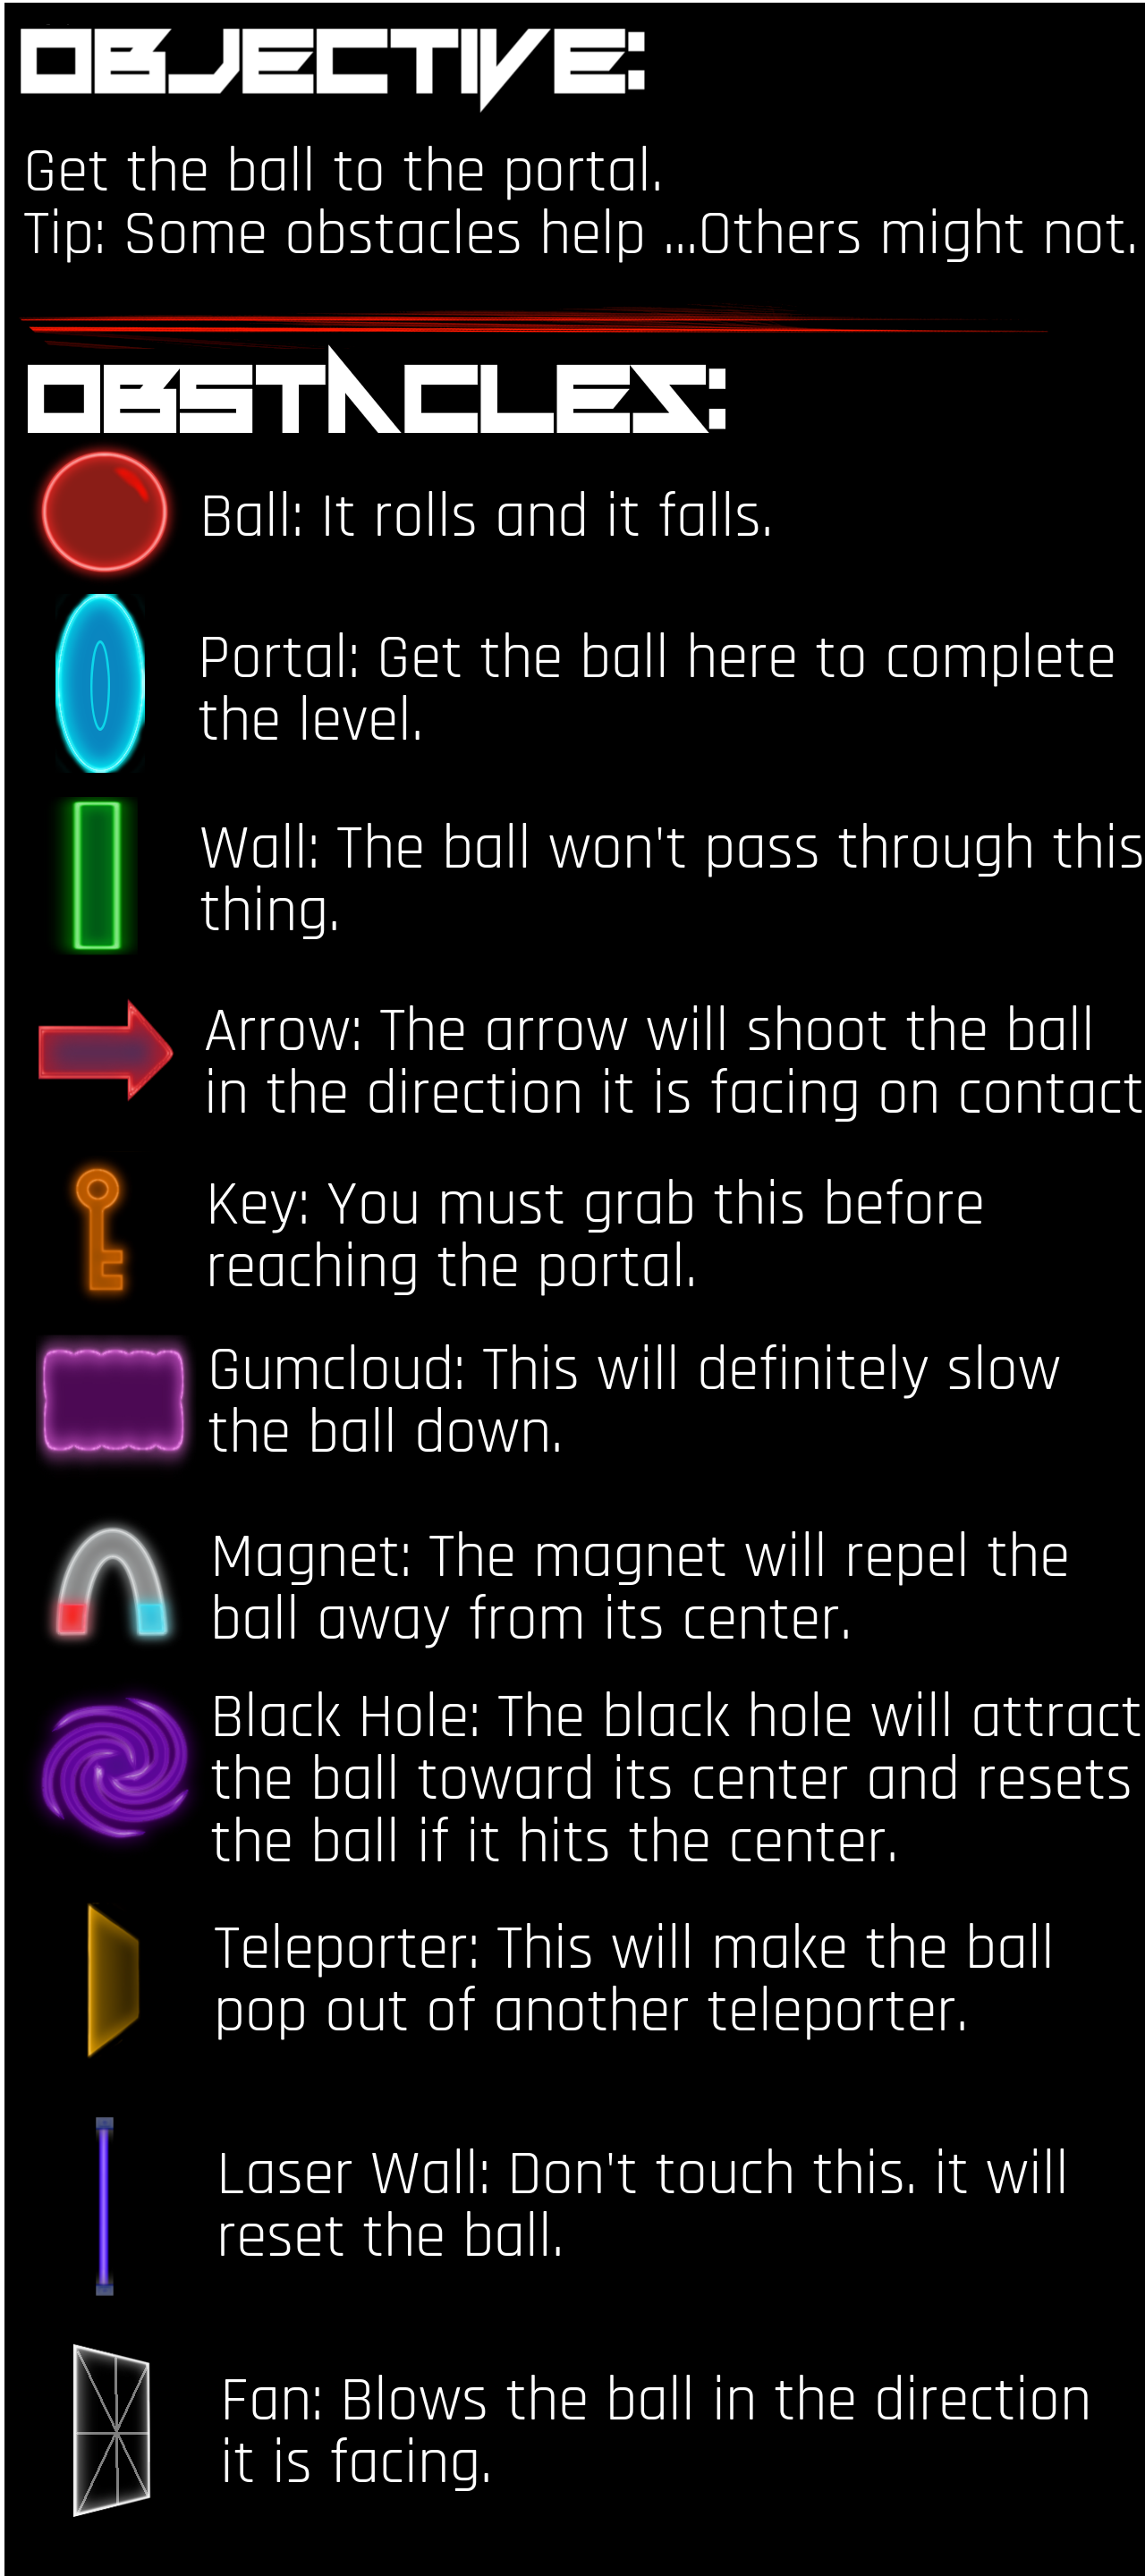 OBJECTIVE:
Get the ball to the portal.
Tip: Some obstacles help ...Others might not.
OBSTACLES:
Ball: It rolls and it falls.
Portal: Get the ball here to complete
the level.
Wall: The ball won't pass through this
thing.
Arrow: The arrow will shoot the ball
in the direction it is facing on contact
Key: You must grab this before
reaching the portal.
Gumcloud: This will definitely slow
the ball down.
Magnet: The magnet will repel the
ball away from its center.
Black Hole: The black hole will attract
the ball toward its center and resets
the ball if it hits the center.
Teleporter: This will make the ball
pop out of another teleporter.
Laser Wall: Don't touch this. it will
reset the ball.
Fan: Blows the ball in the direction
it is facing.